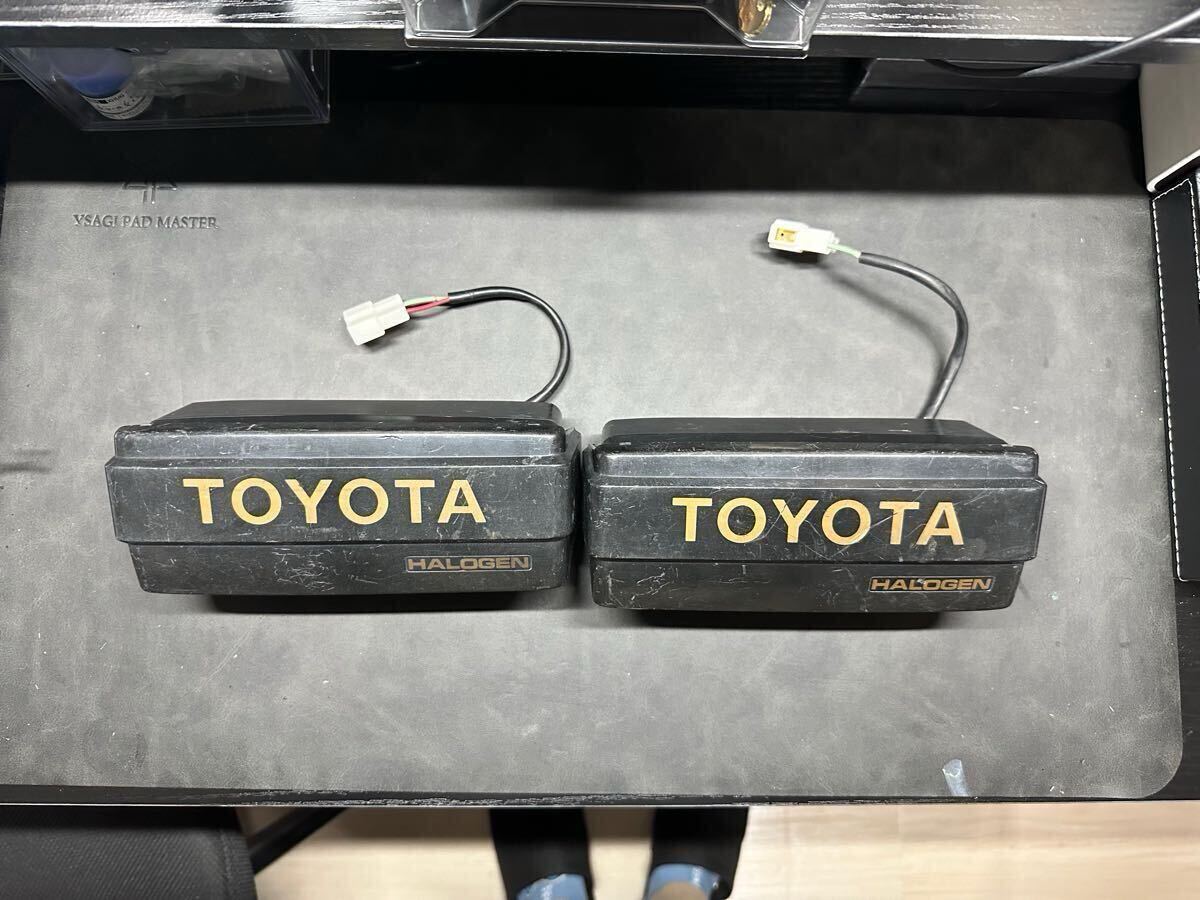 YSAGI PAD MASTER
TOYOTA
HALOGEN
TOYOTA
HALOGEN